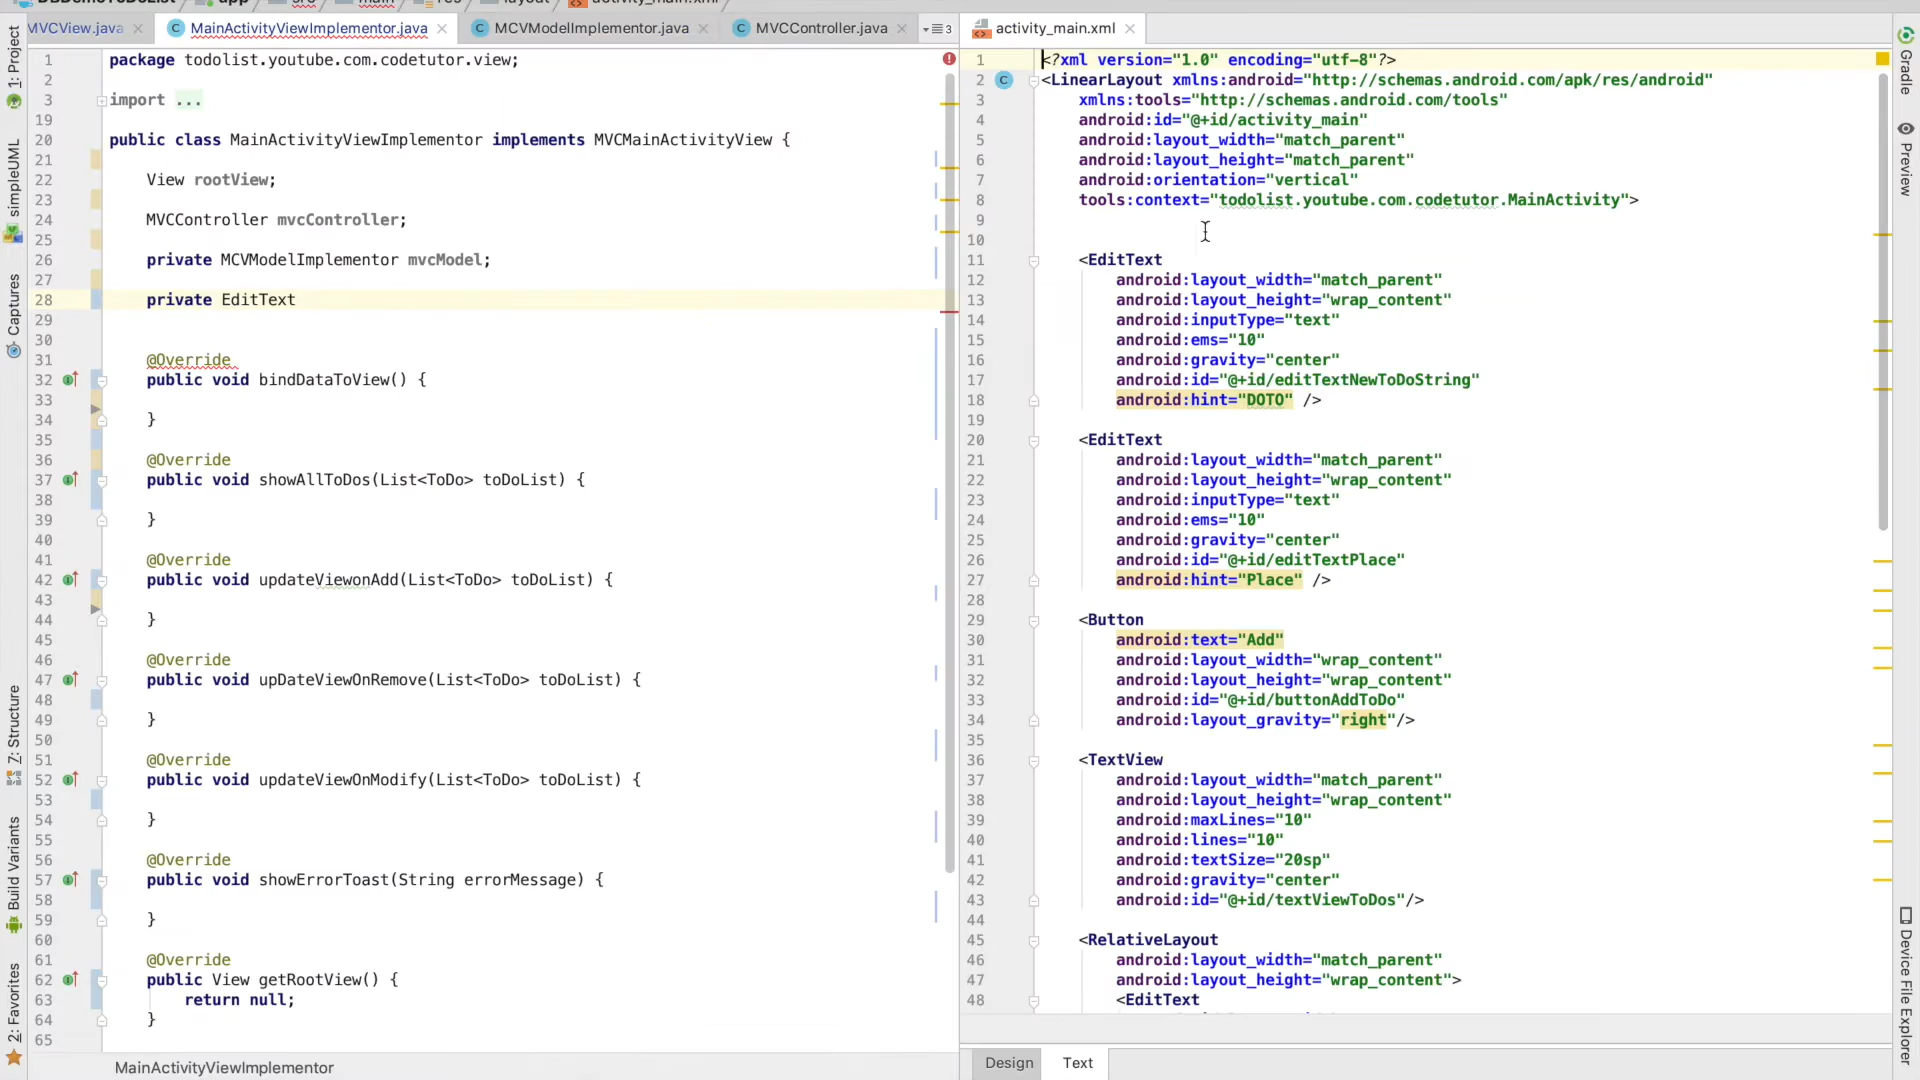 MVCView.java
MainActivityViewImplementor.java
MCVModelImplementor.java
MVCController.java
3
activity_main.xml
1: Project
simpleUML
Captures
Z: Structure
Build Variants
2: Favorites
1 package todolist.youtube.com.codetutor.view;
2
3 import ...
19
20 public class MainActivityViewImplementor implements MVCMainActivityView {
21
22 View rootView;
23
24 MVCController mvcController;
25
26 private MCVModelImplementor mvcModel;
27
28 private EditText
29
30
31 @Override
32 public void bindDataToView() {
33
34 }
35
36 @Override
37 public void showAllToDos(List<ToDo> toDoList) {
38
39 }
40
41 @Override
42 public void updateViewonAdd(List<ToDo> toDoList) {
43
44 }
45
46 @Override
47 public void upDateViewOnRemove(List<ToDo> toDoList) {
48
49 }
50
51 @Override
52 public void updateViewOnModify(List<ToDo> toDoList) {
53
54 }
55
56 @Override
57 public void showErrorToast(String errorMessage) {
58
59 }
60
61 @Override
62 public View getRootView() {
63 return null;
64 }
65
MainActivityViewImplementor
1 <?xml version="1.0" encoding="utf-8"?>
2 <LinearLayout xmlns:android="http://schemas.android.com/apk/res/android"
3 xmlns:tools="http://schemas.android.com/tools"
4 android:id="@+id/activity_main"
5 android:layout_width="match_parent"
6 android:layout_height="match_parent"
7 android:orientation="vertical"
8 tools:context="todolist.youtube.com.codetutor.MainActivity">
9
10
11 <EditText
12 android:layout_width="match_parent"
13 android:layout_height="wrap_content"
14 android:inputType="text"
15 android:ems="10"
16 android:gravity="center"
17 android:id="@+id/editTextNewToDoString"
18 android:hint="DOTO" />
19
20 <EditText
21 android:layout_width="match_parent"
22 android:layout_height="wrap_content"
23 android:inputType="text"
24 android:ems="10"
25 android:gravity="center"
26 android:id="@+id/editTextPlace"
27 android:hint="Place" />
28
29 <Button
30 android:text="Add"
31 android:layout_width="wrap_content"
32 android:layout_height="wrap_content"
33 android:id="@+id/buttonAddToDo"
34 android:layout_gravity="right"/>
35
36 <TextView
37 android:layout_width="match_parent"
38 android:layout_height="wrap_content"
39 android:maxLines="10"
40 android:lines="10"
41 android:textSize="20sp"
42 android:gravity="center"
43 android:id="@+id/textViewToDos"/>
44
45 <RelativeLayout
46 android:layout_width="match_parent"
47 android:layout_height="wrap_content">
48 <EditText
Design
Text
Gradle
Preview
Device File Explorer